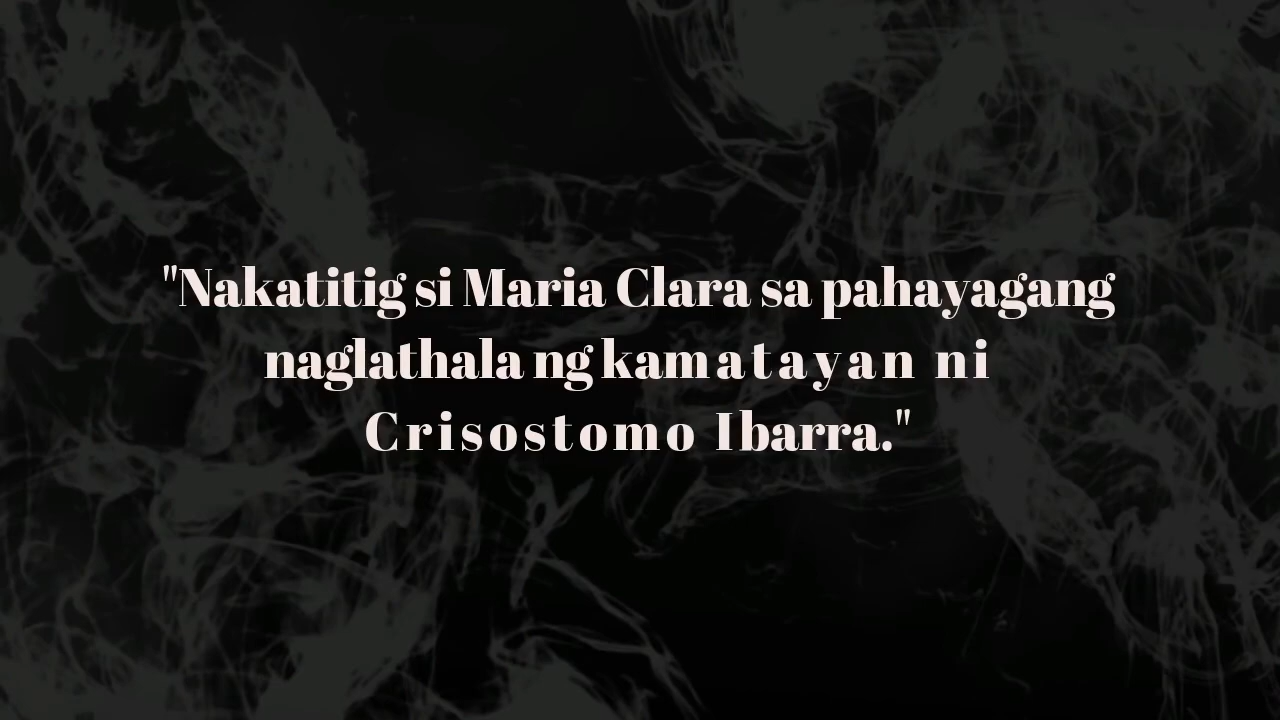 "Nakatitig si Maria Clara sa pahayagang
naglathala ng kamatayan ni
Crisostomo Ibarra."